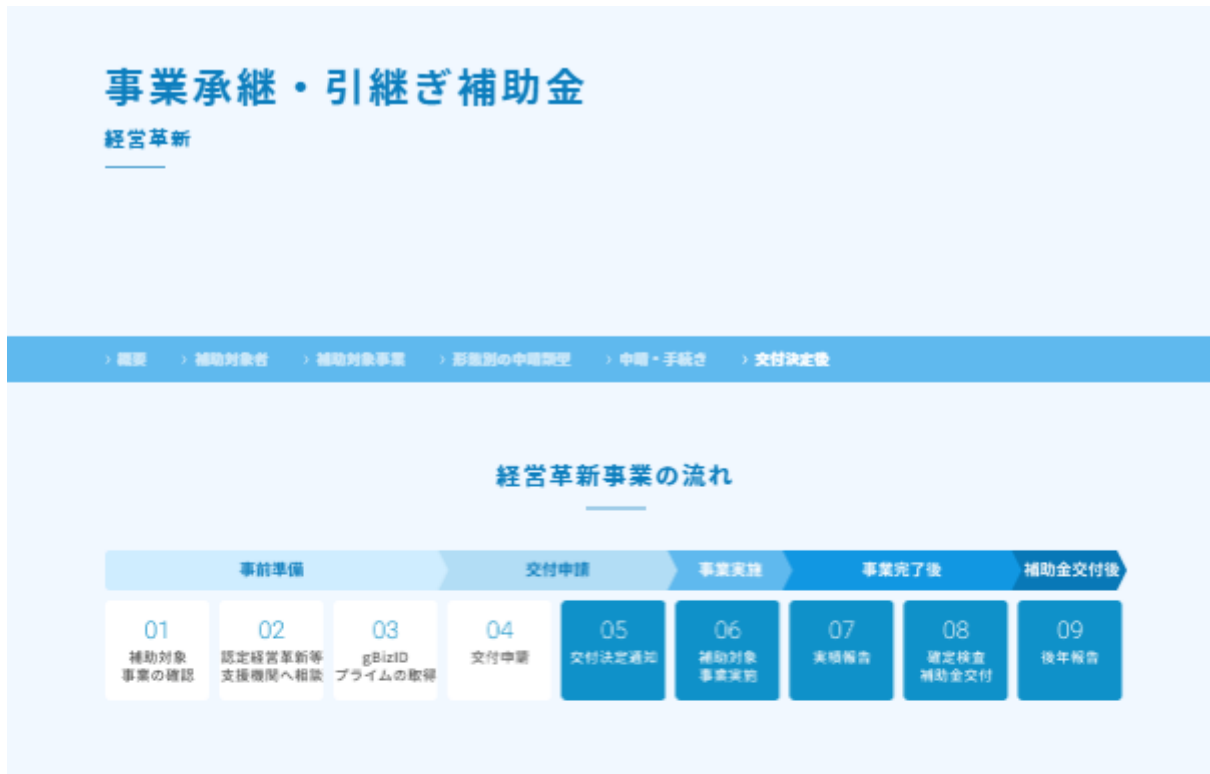 事業承継・引継ぎ補助金
経営革新
› 概要 › 補助対象者 › 補助対象事業 › 形態別の申請類型 › 申請・手続き › 交付決定後
経営革新事業の流れ
事前準備 交付申請 事業実施 事業完了後 補助金交付後
01 02 03 04 05 06 07 08 09
補助対象 認定経営革新等 gBizID 交付申請 交付決定通知 補助対象 実績報告 確定検査 後年報告
事業の確認 支援機関へ相談 プライムの取得 事業実施 補助金交付